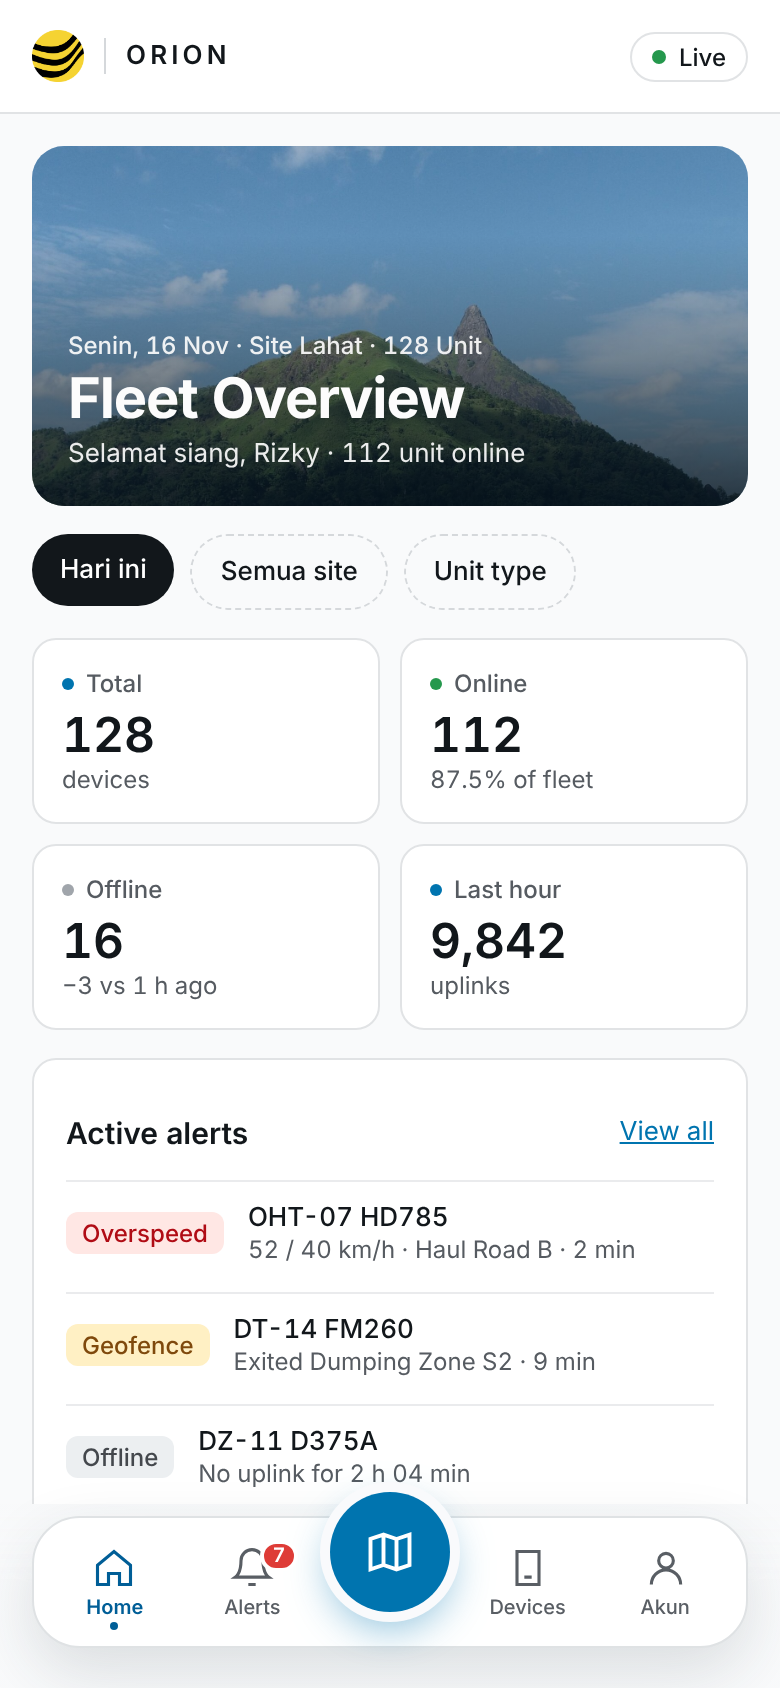 ORION
Live
Senin, 16 Nov · Site Lahat · 128 Unit
Fleet Overview
Selamat siang, Rizky · 112 unit online
Hari ini
Semua site
Unit type
Total
128
devices
Online
112
87.5% of fleet
Offline
16
−3 vs 1 h ago
Last hour
9,842
uplinks
Active alerts
View all
Overspeed
OHT-07 HD785
52 / 40 km/h · Haul Road B · 2 min
Geofence
DT-14 FM260
Exited Dumping Zone S2 · 9 min
Offline
DZ-11 D375A
No uplink for 2 h 04 min
Home
7
Alerts
Devices
Akun